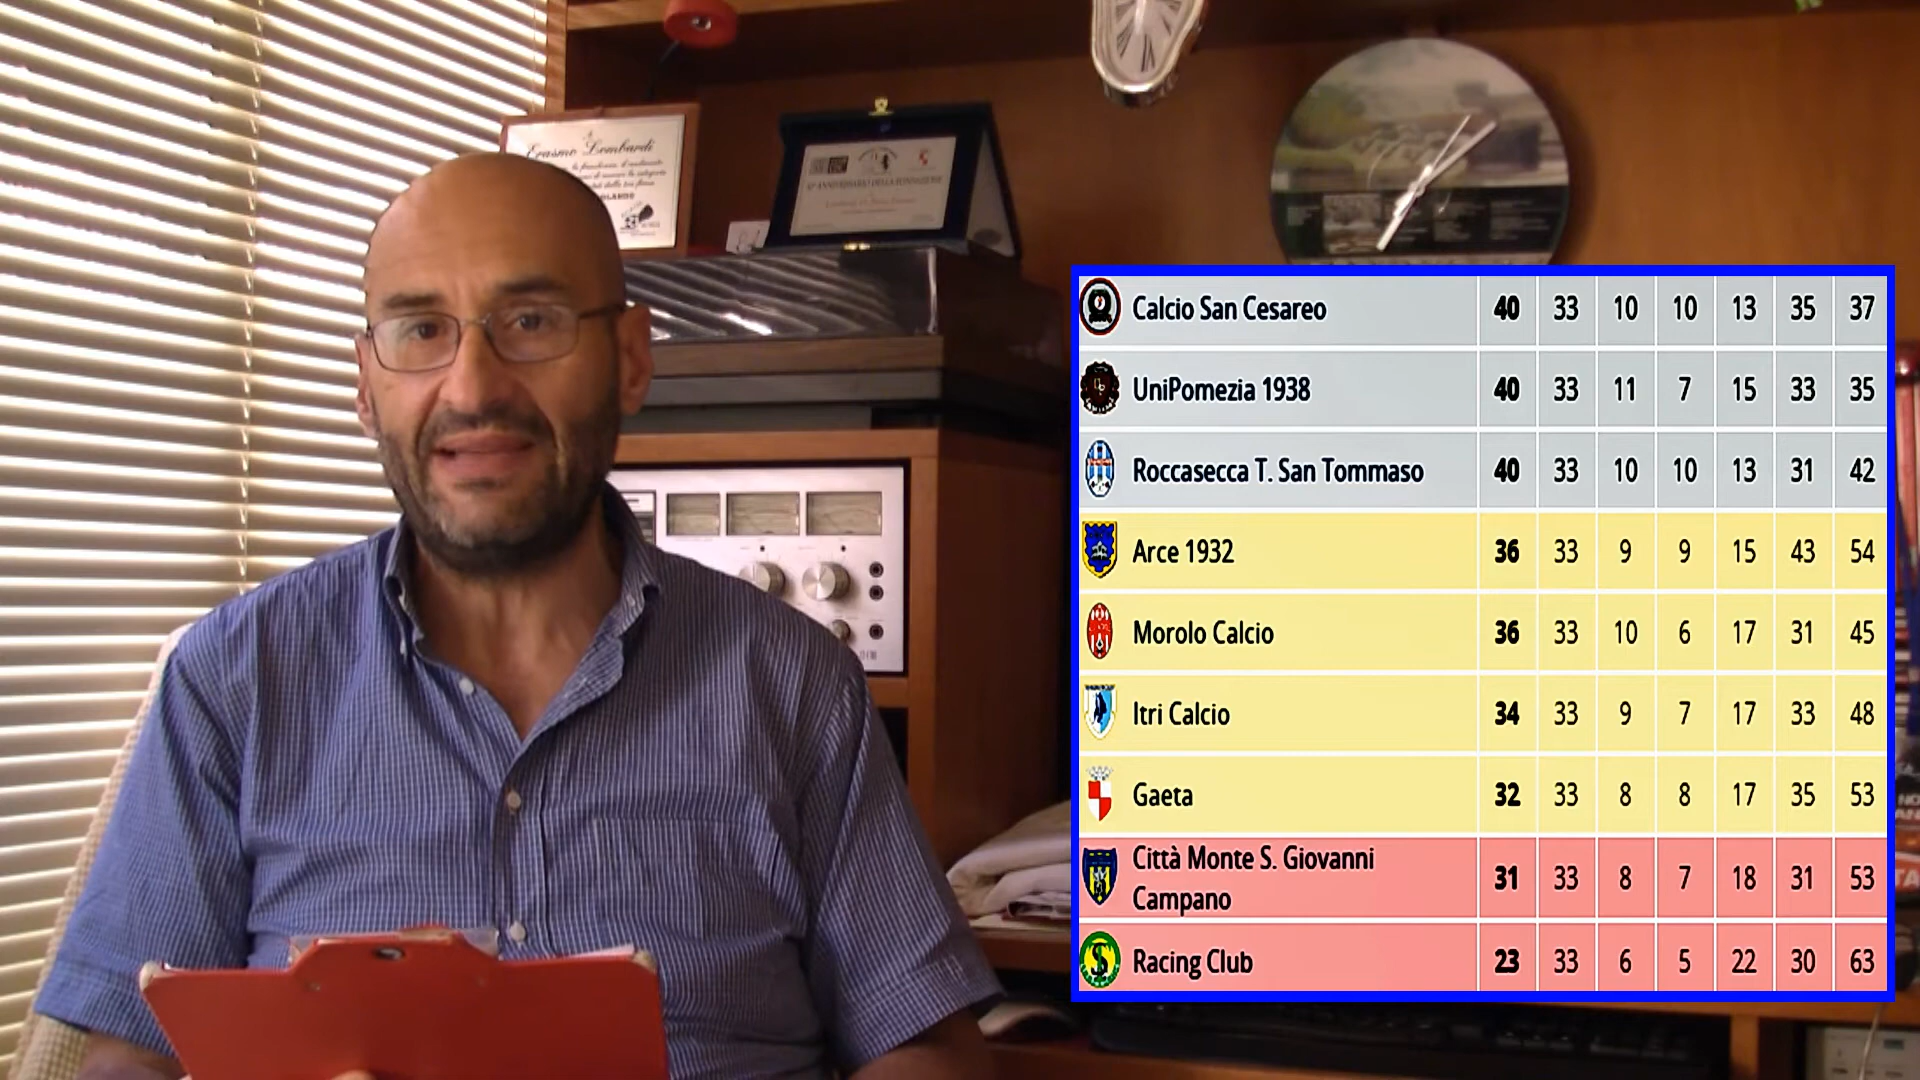 Erasmo Lombardi
Calcio San Cesareo 40 33 10 10 13 35 37
UniPomezia 1938 40 33 11 7 15 33 35
Roccasecca T. San Tommaso 40 33 10 10 13 31 42
Arce 1932 36 33 9 9 15 43 54
Morolo Calcio 36 33 10 6 17 31 45
Itri Calcio 34 33 9 7 17 33 48
Gaeta 32 33 8 8 17 35 53
Città Monte S. Giovanni
Campano 31 33 8 7 18 31 53
Racing Club 23 33 6 5 22 30 63